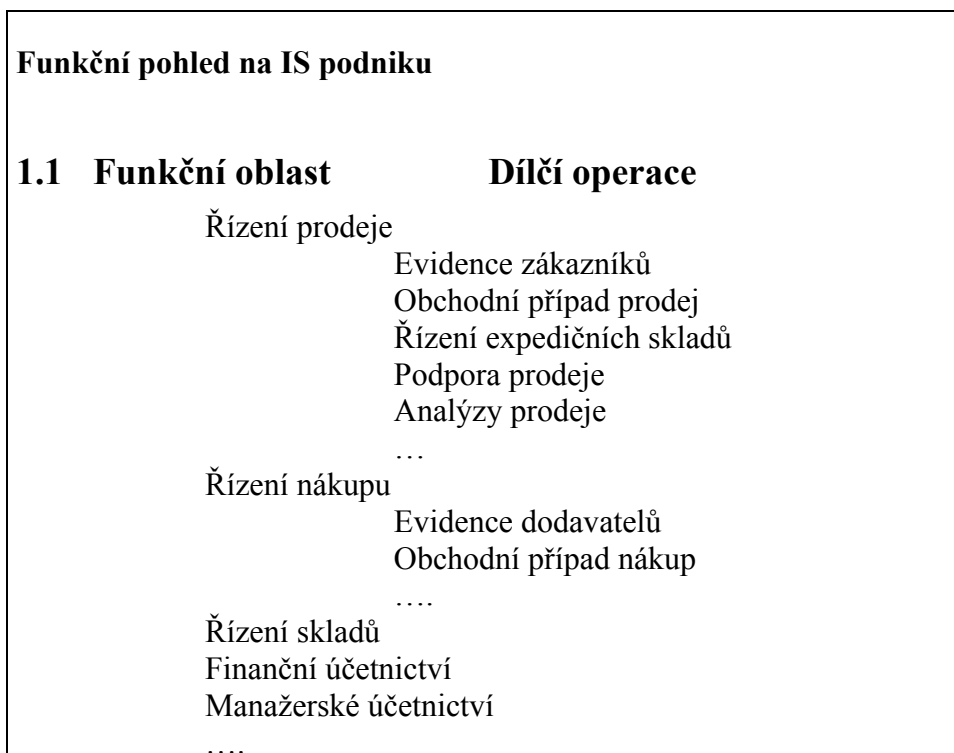 Funkční pohled na IS podniku
1.1 Funkční oblast Dílčí operace
Řízení prodeje
Evidence zákazníků
Obchodní případ prodej
Řízení expedičních skladů
Podpora prodeje
Analýzy prodeje
…
Řízení nákupu
Evidence dodavatelů
Obchodní případ nákup
….
Řízení skladů
Finanční účetnictví
Manažerské účetnictví
….